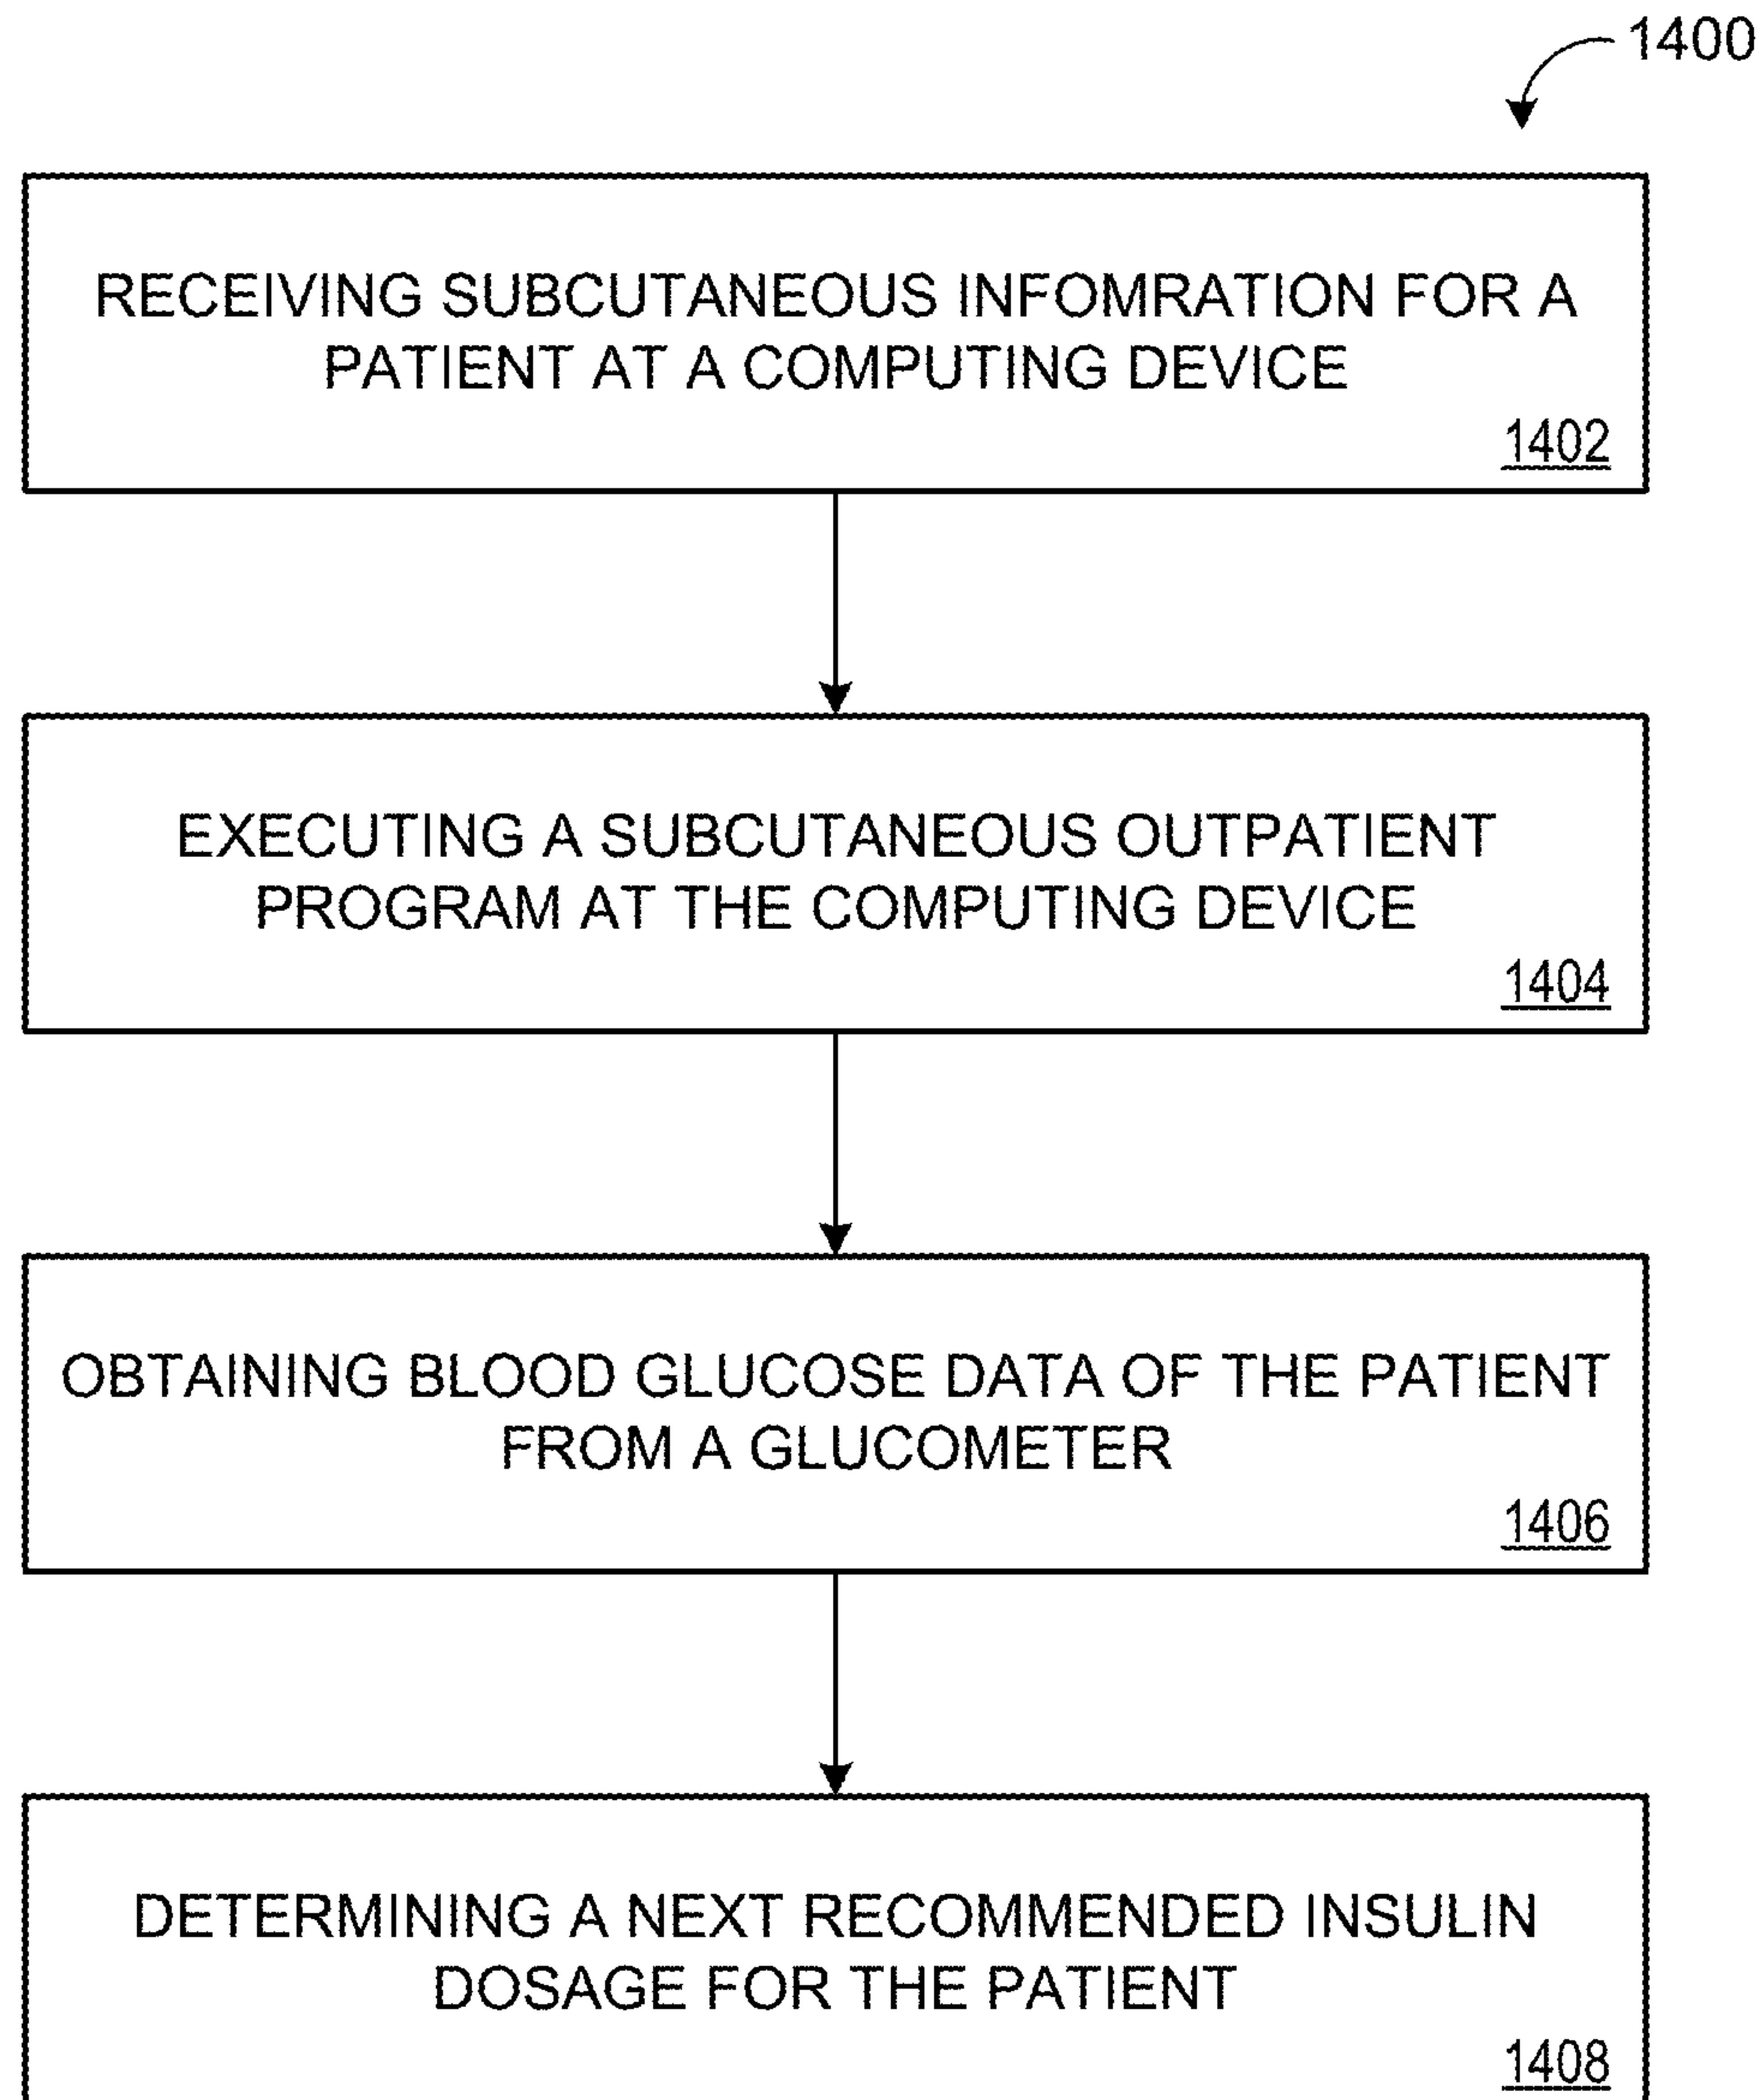 1400
RECEIVING SUBCUTANEOUS INFOMRATION FOR A
PATIENT AT A COMPUTING DEVICE
1402
EXECUTING A SUBCUTANEOUS OUTPATIENT
PROGRAM AT THE COMPUTING DEVICE
1404
OBTAINING BLOOD GLUCOSE DATA OF THE PATIENT
FROM A GLUCOMETER
1406
DETERMINING A NEXT RECOMMENDED INSULIN
DOSAGE FOR THE PATIENT
1408